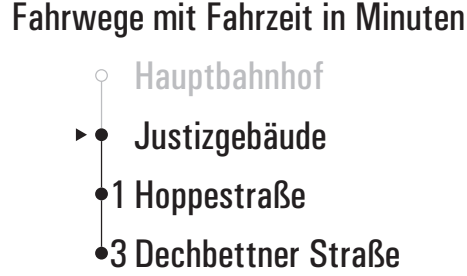 Fahrwege mit Fahrzeit in Minuten
Hauptbahnhof
Justizgebäude
1 Hoppestraße
3 Dechbettner Straße